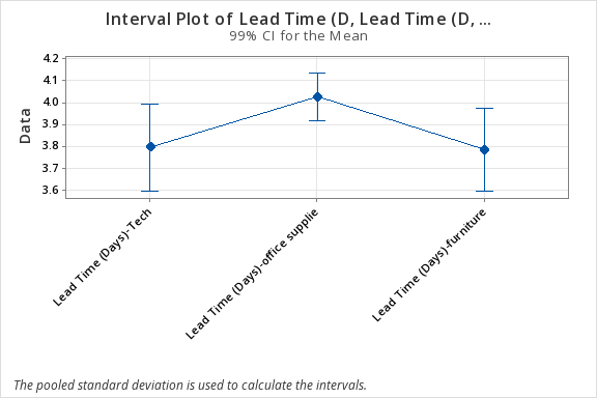 Interval Plot of Lead Time (D, Lead Time (D, ...
99% CI for the Mean
4.2
4.1
4.0
3.9
3.8
3.7
3.6
Data
Lead Time (Days)-Tech
Lead Time (Days)-office supplie
Lead Time (Days)-furniture
The pooled standard deviation is used to calculate the intervals.